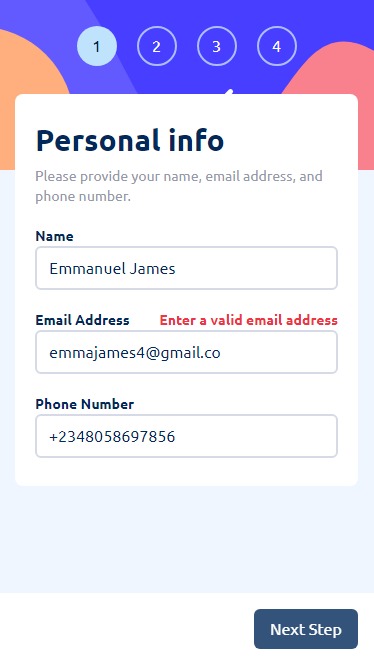 1 2 3 4
Personal info
Please provide your name, email address, and
phone number.
Name
Emmanuel James
Email Address Enter a valid email address
emmajames4@gmail.co
Phone Number
+2348058697856
Next Step